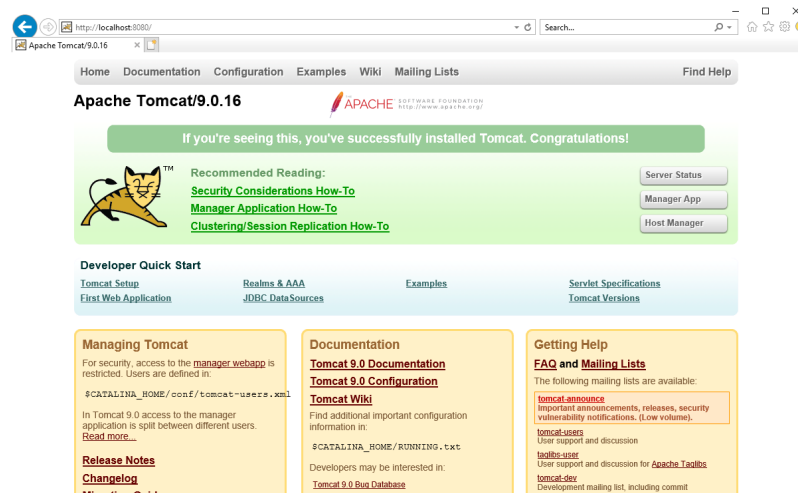 http://localhost:8080/
Search...
Apache Tomcat/9.0.16
Home Documentation Configuration Examples Wiki Mailing Lists Find Help
Apache Tomcat/9.0.16
THE APACHE SOFTWARE FOUNDATION
http://www.apache.org/
If you're seeing this, you've successfully installed Tomcat. Congratulations!
TM
Recommended Reading:
Security Considerations How-To
Manager Application How-To
Clustering/Session Replication How-To
Server Status
Manager App
Host Manager
Developer Quick Start
Tomcat Setup
First Web Application
Realms & AAA
JDBC DataSources
Examples
Servlet Specifications
Tomcat Versions
Managing Tomcat
For security, access to the manager webapp is
restricted. Users are defined in:
$CATALINA_HOME/conf/tomcat-users.xml
In Tomcat 9.0 access to the manager
application is split between different users.
Read more...
Release Notes
Changelog
Migration Guide
Documentation
Tomcat 9.0 Documentation
Tomcat 9.0 Configuration
Tomcat Wiki
Find additional important configuration
information in:
$CATALINA_HOME/RUNNING.txt
Developers may be interested in:
Tomcat 9.0 Bug Database
Getting Help
FAQ and Mailing Lists
The following mailing lists are available:
tomcat-announce
Important announcements, releases, security
vulnerability notifications. (Low volume).
tomcat-users
User support and discussion
taglibs-user
User support and discussion for Apache Taglibs
tomcat-dev
Development mailing list, including commit